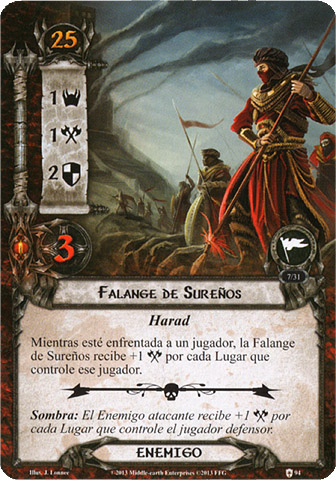 25
1
1
2
3
7/31
Falange de Sureños
Harad
Mientras esté enfrentada a un jugador, la Falange
de Sureños recibe +1 por cada Lugar que
controle ese jugador.
Sombra: El Enemigo atacante recibe +1 por
cada Lugar que controle el jugador defensor.
ENEMIGO
Illus. J. Lonnee ©2013 Middle-earth Enterprises ©2013 FFG 94